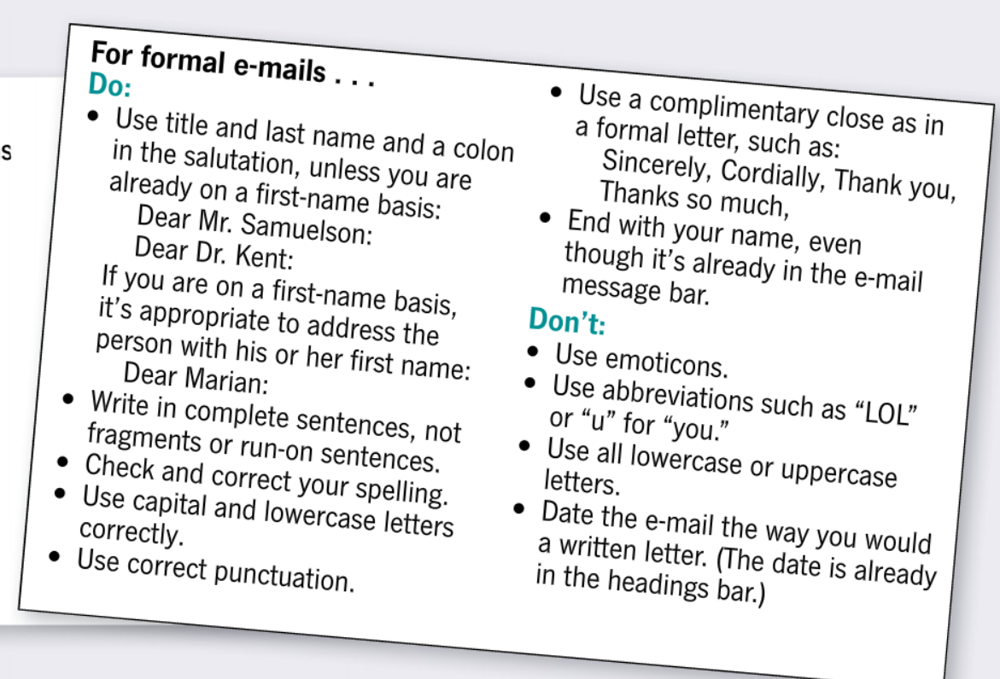 s
For formal e-mails . . .
Do:
• Use title and last name and a colon
in the salutation, unless you are
already on a first-name basis:
Dear Mr. Samuelson:
Dear Dr. Kent:
If you are on a first-name basis,
it’s appropriate to address the
person with his or her first name:
Dear Marian:
• Write in complete sentences, not
fragments or run-on sentences.
• Check and correct your spelling.
• Use capital and lowercase letters
correctly.
• Use correct punctuation.
• Use a complimentary close as in
a formal letter, such as:
Sincerely, Cordially, Thank you,
Thanks so much,
• End with your name, even
though it’s already in the e-mail
message bar.
Don’t:
• Use emoticons.
• Use abbreviations such as “LOL”
or “u” for “you.”
• Use all lowercase or uppercase
letters.
• Date the e-mail the way you would
a written letter. (The date is already
in the headings bar.)